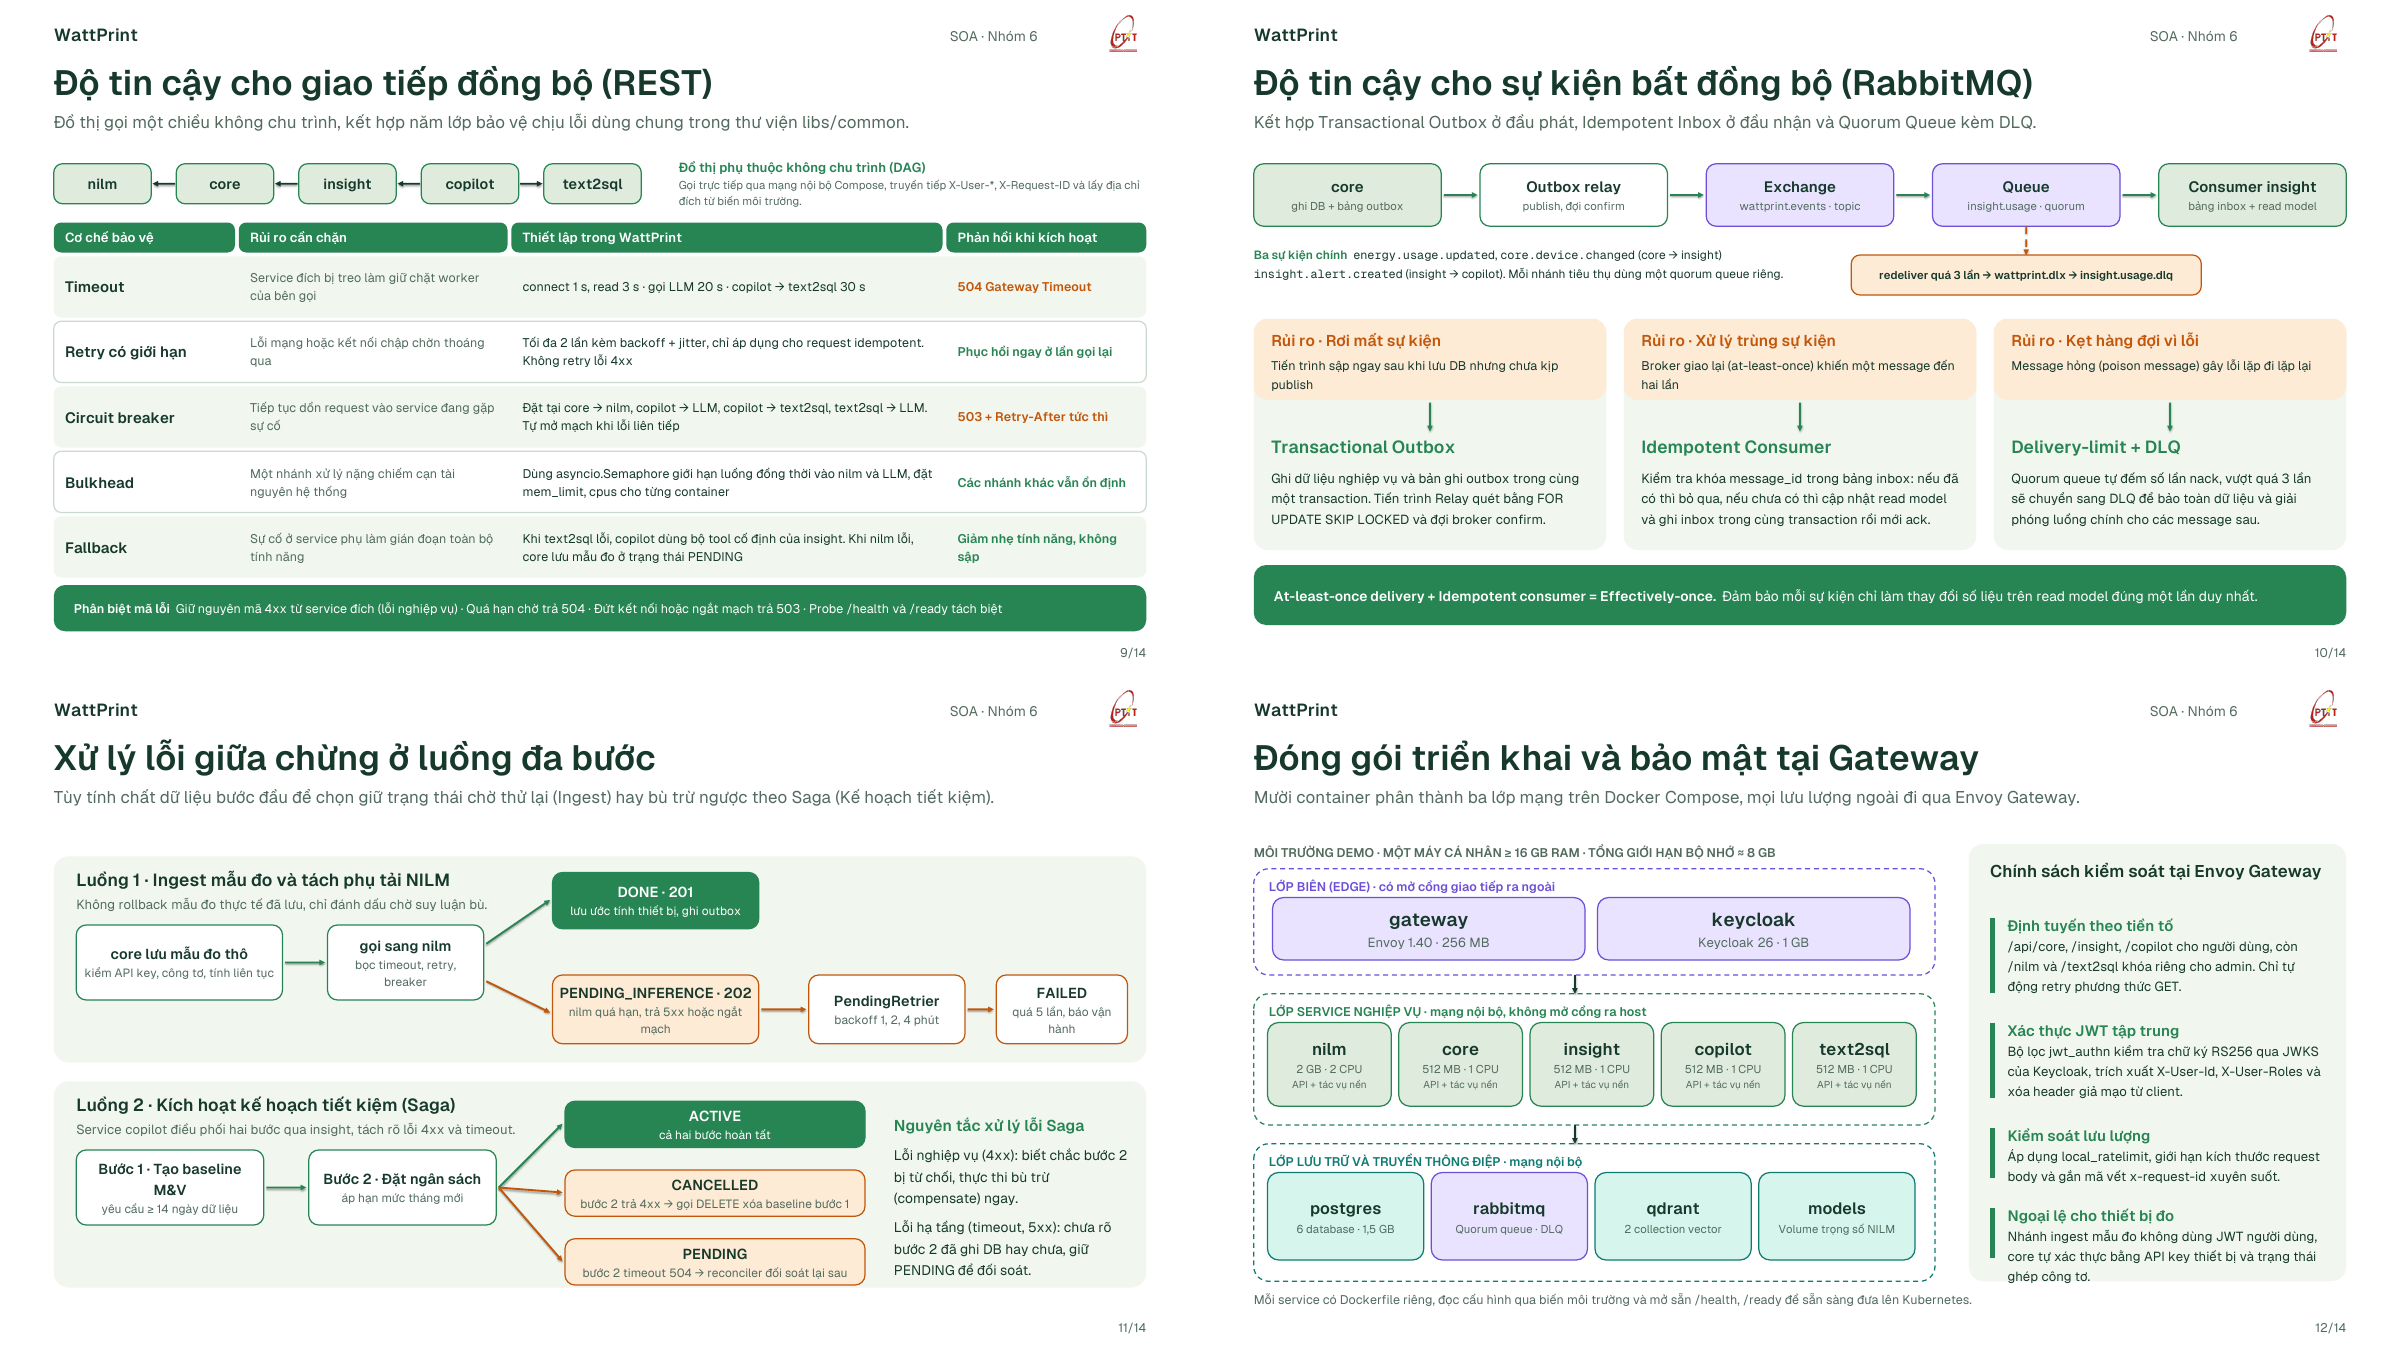 WattPrint
SOA · Nhóm 6
PTIT
Độ tin cậy cho giao tiếp đồng bộ (REST)
Đồ thị gọi một chiều không chu trình, kết hợp năm lớp bảo vệ chịu lỗi dùng chung trong thư viện libs/common.
nilm
core
insight
copilot
text2sql
Đồ thị phụ thuộc không chu trình (DAG)
Gọi trực tiếp qua mạng nội bộ Compose, truyền tiếp X-User-*, X-Request-ID và lấy địa chỉ
đích từ biến môi trường.
Cơ chế bảo vệ
Rủi ro cần chặn
Thiết lập trong WattPrint
Phản hồi khi kích hoạt
Timeout
Service đích bị treo làm giữ chặt worker
của bên gọi
connect 1 s, read 3 s · gọi LLM 20 s · copilot → text2sql 30 s
504 Gateway Timeout
Retry có giới hạn
Lỗi mạng hoặc kết nối chập chờn thoáng
qua
Tối đa 2 lần kèm backoff + jitter, chỉ áp dụng cho request idempotent.
Không retry lỗi 4xx
Phục hồi ngay ở lần gọi lại
Circuit breaker
Tiếp tục dồn request vào service đang gặp
sự cố
Đặt tại core → nilm, copilot → LLM, copilot → text2sql, text2sql → LLM.
Tự mở mạch khi lỗi liên tiếp
503 + Retry-After tức thì
Bulkhead
Một nhánh xử lý nặng chiếm cạn tài
nguyên hệ thống
Dùng asyncio.Semaphore giới hạn luồng đồng thời vào nilm và LLM, đặt
mem_limit, cpus cho từng container
Các nhánh khác vẫn ổn định
Fallback
Sự cố ở service phụ làm gián đoạn toàn bộ
tính năng
Khi text2sql lỗi, copilot dùng bộ tool cố định của insight. Khi nilm lỗi,
core lưu mẫu đo ở trạng thái PENDING
Giảm nhẹ tính năng, không
sập
Phân biệt mã lỗi Giữ nguyên mã 4xx từ service đích (lỗi nghiệp vụ) · Quá hạn chờ trả 504 · Đứt kết nối hoặc ngắt mạch trả 503 · Probe /health và /ready tách biệt
9/14
WattPrint
SOA · Nhóm 6
PTIT
Độ tin cậy cho sự kiện bất đồng bộ (RabbitMQ)
Kết hợp Transactional Outbox ở đầu phát, Idempotent Inbox ở đầu nhận và Quorum Queue kèm DLQ.
core
ghi DB + bảng outbox
Outbox relay
publish, đợi confirm
Exchange
wattprint.events · topic
Queue
insight.usage · quorum
Consumer insight
bảng inbox + read model
Ba sự kiện chính energy.usage.updated, core.device.changed (core → insight)
insight.alert.created (insight → copilot). Mỗi nhánh tiêu thụ dùng một quorum queue riêng.
redeliver quá 3 lần → wattprint.dlx → insight.usage.dlq
Rủi ro · Rơi mất sự kiện
Tiến trình sập ngay sau khi lưu DB nhưng chưa kịp
publish
Transactional Outbox
Ghi dữ liệu nghiệp vụ và bản ghi outbox trong cùng
một transaction. Tiến trình Relay quét bằng FOR
UPDATE SKIP LOCKED và đợi broker confirm.
Rủi ro · Xử lý trùng sự kiện
Broker giao lại (at-least-once) khiến một message đến
hai lần
Idempotent Consumer
Kiểm tra khóa message_id trong bảng inbox: nếu đã
có thì bỏ qua, nếu chưa có thì cập nhật read model
và ghi inbox trong cùng transaction rồi mới ack.
Rủi ro · Kẹt hàng đợi vì lỗi
Message hỏng (poison message) gây lỗi lặp đi lặp lại
Delivery-limit + DLQ
Quorum queue tự đếm số lần nack, vượt quá 3 lần
sẽ chuyển sang DLQ để bảo toàn dữ liệu và giải
phóng luồng chính cho các message sau.
At-least-once delivery + Idempotent consumer = Effectively-once. Đảm bảo mỗi sự kiện chỉ làm thay đổi số liệu trên read model đúng một lần duy nhất.
10/14
WattPrint
SOA · Nhóm 6
PTIT
Xử lý lỗi giữa chừng ở luồng đa bước
Tùy tính chất dữ liệu bước đầu để chọn giữ trạng thái chờ thử lại (Ingest) hay bù trừ ngược theo Saga (Kế hoạch tiết kiệm).
Luồng 1 · Ingest mẫu đo và tách phụ tải NILM
Không rollback mẫu đo thực tế đã lưu, chỉ đánh dấu chờ suy luận bù.
core lưu mẫu đo thô
kiểm API key, công tơ, tính liên tục
gọi sang nilm
bọc timeout, retry,
breaker
DONE · 201
lưu ước tính thiết bị, ghi outbox
PENDING_INFERENCE · 202
nilm quá hạn, trả 5xx hoặc ngắt
mạch
PendingRetrier
backoff 1, 2, 4 phút
FAILED
quá 5 lần, báo vận
hành
Luồng 2 · Kích hoạt kế hoạch tiết kiệm (Saga)
Service copilot điều phối hai bước qua insight, tách rõ lỗi 4xx và timeout.
Bước 1 · Tạo baseline
M&V
yêu cầu ≥ 14 ngày dữ liệu
Bước 2 · Đặt ngân sách
áp hạn mức tháng mới
ACTIVE
cả hai bước hoàn tất
CANCELLED
bước 2 trả 4xx → gọi DELETE xóa baseline bước 1
PENDING
bước 2 timeout 504 → reconciler đối soát lại sau
Nguyên tắc xử lý lỗi Saga
Lỗi nghiệp vụ (4xx): biết chắc bước 2
bị từ chối, thực thi bù trừ
(compensate) ngay.
Lỗi hạ tầng (timeout, 5xx): chưa rõ
bước 2 đã ghi DB hay chưa, giữ
PENDING để đối soát.
11/14
WattPrint
SOA · Nhóm 6
PTIT
Đóng gói triển khai và bảo mật tại Gateway
Mười container phân thành ba lớp mạng trên Docker Compose, mọi lưu lượng ngoài đi qua Envoy Gateway.
MÔI TRƯỜNG DEMO · MỘT MÁY CÁ NHÂN ≥ 16 GB RAM · TỔNG GIỚI HẠN BỘ NHỚ ≈ 8 GB
LỚP BIÊN (EDGE) · có mở cổng giao tiếp ra ngoài
gateway
Envoy 1.40 · 256 MB
keycloak
Keycloak 26 · 1 GB
LỚP SERVICE NGHIỆP VỤ · mạng nội bộ, không mở cổng ra host
nilm
2 GB · 2 CPU
API + tác vụ nền
core
512 MB · 1 CPU
API + tác vụ nền
insight
512 MB · 1 CPU
API + tác vụ nền
copilot
512 MB · 1 CPU
API + tác vụ nền
text2sql
512 MB · 1 CPU
API + tác vụ nền
LỚP LƯU TRỮ VÀ TRUYỀN THÔNG ĐIỆP · mạng nội bộ
postgres
6 database · 1,5 GB
rabbitmq
Quorum queue · DLQ
qdrant
2 collection vector
models
Volume trọng số NILM
Mỗi service có Dockerfile riêng, đọc cấu hình qua biến môi trường và mở sẵn /health, /ready để sẵn sàng đưa lên Kubernetes.
Chính sách kiểm soát tại Envoy Gateway
Định tuyến theo tiền tố
/api/core, /insight, /copilot cho người dùng, còn
/nilm và /text2sql khóa riêng cho admin. Chỉ tự
động retry phương thức GET.
Xác thực JWT tập trung
Bộ lọc jwt_authn kiểm tra chữ ký RS256 qua JWKS
của Keycloak, trích xuất X-User-Id, X-User-Roles và
xóa header giả mạo từ client.
Kiểm soát lưu lượng
Áp dụng local_ratelimit, giới hạn kích thước request
body và gắn mã vết x-request-id xuyên suốt.
Ngoại lệ cho thiết bị đo
Nhánh ingest mẫu đo không dùng JWT người dùng,
core tự xác thực bằng API key thiết bị và trạng thái
ghép công tơ.
12/14